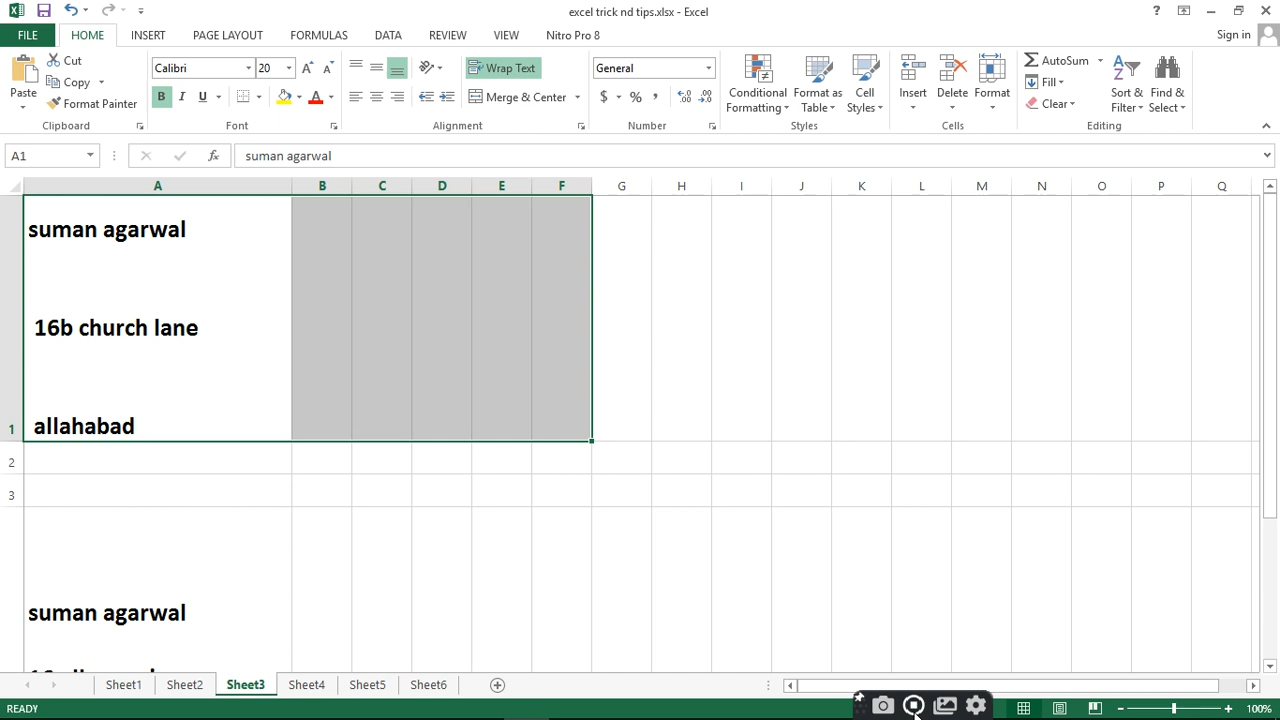 excel trick nd tips.xlsx - Excel
?
FILE HOME INSERT PAGE LAYOUT FORMULAS DATA REVIEW VIEW Nitro Pro 8 Sign in
Paste
Cut
Copy
Format Painter
Clipboard
Calibri 20
B I U A
Font
Wrap Text
Merge & Center
Alignment
General
$ % ,
Number
Conditional Formatting
Format as Table
Cell Styles
Styles
Insert
Delete
Format
Cells
AutoSum
Fill
Clear
Sort & Filter
Find & Select
Editing
A1 fx suman agarwal
A B C D E F G H I J K L M N O P Q
suman agarwal
16b church lane
1 allahabad
2
3
suman agarwal
Sheet1 Sheet2 Sheet3 Sheet4 Sheet5 Sheet6
READY 100%